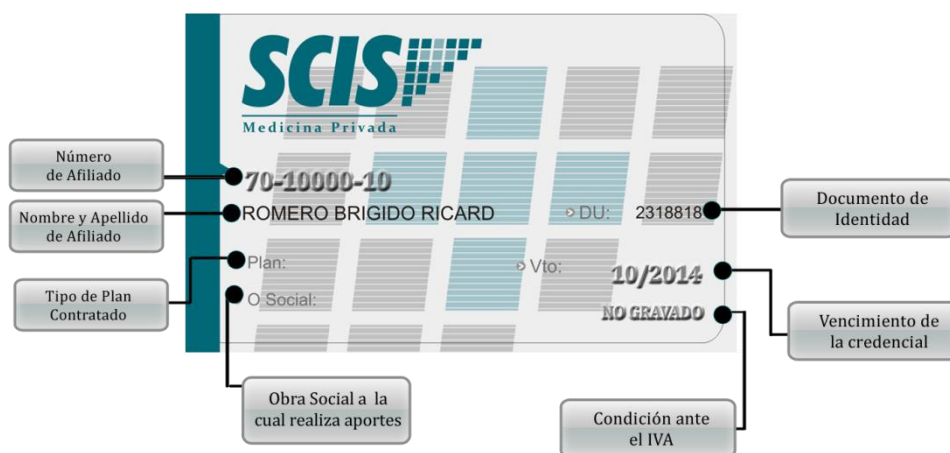 SCIS
Medicina Privada
Número
de Afiliado
70-10000-10
Nombre y Apellido
de Afiliado
ROMERO BRIGIDO RICARD
DU: 2318818
Documento de
Identidad
Plan:
Vto: 10/2014
Tipo de Plan
Contratado
O Social:
NO GRAVADO
Vencimiento de
la credencial
Obra Social a la
cual realiza aportes
Condición ante
el IVA